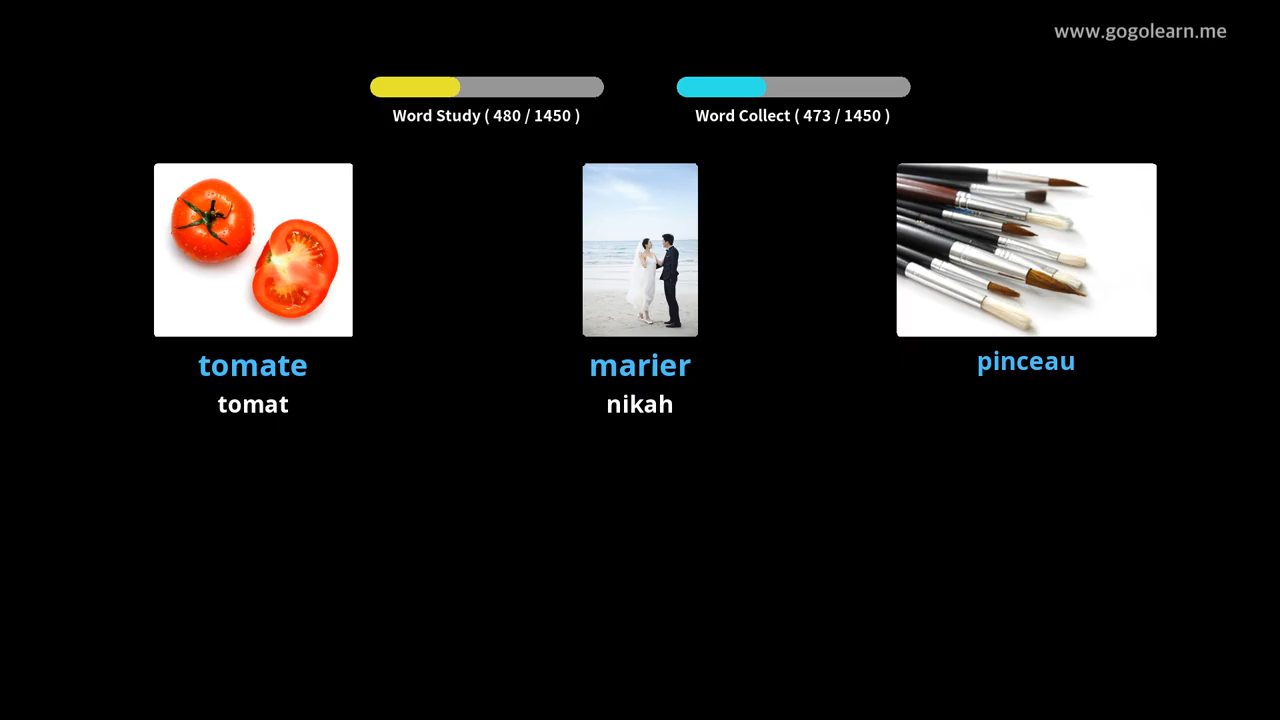 www.gogolearn.me
Word Study ( 480 / 1450 )
Word Collect ( 473 / 1450 )
tomate
tomat
marier
nikah
pinceau